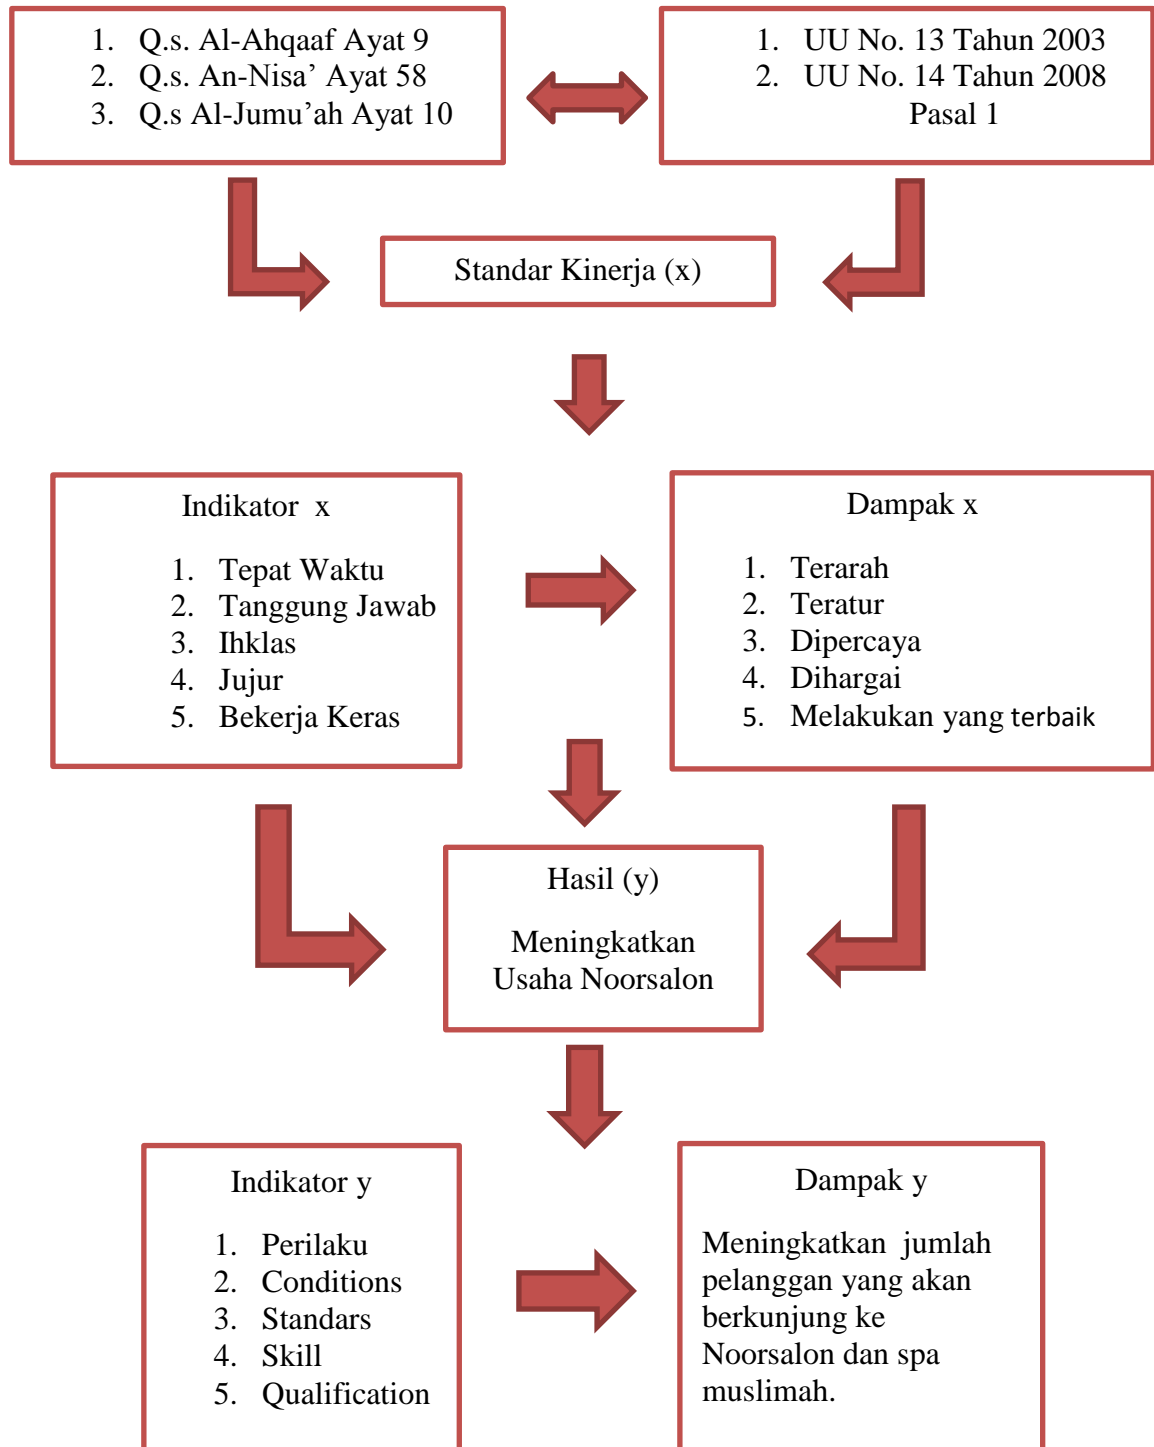 1. Q.s. Al-Ahqaaf Ayat 9
2. Q.s. An-Nisa’ Ayat 58
3. Q.s Al-Jumu’ah Ayat 10
1. UU No. 13 Tahun 2003
2. UU No. 14 Tahun 2008
Pasal 1
Standar Kinerja (x)
Indikator x
1. Tepat Waktu
2. Tanggung Jawab
3. Ihklas
4. Jujur
5. Bekerja Keras
Dampak x
1. Terarah
2. Teratur
3. Dipercaya
4. Dihargai
5. Melakukan yang terbaik
Hasil (y)
Meningkatkan
Usaha Noorsalon
Indikator y
1. Perilaku
2. Conditions
3. Standars
4. Skill
5. Qualification
Dampak y
Meningkatkan jumlah
pelanggan yang akan
berkunjung ke
Noorsalon dan spa
muslimah.